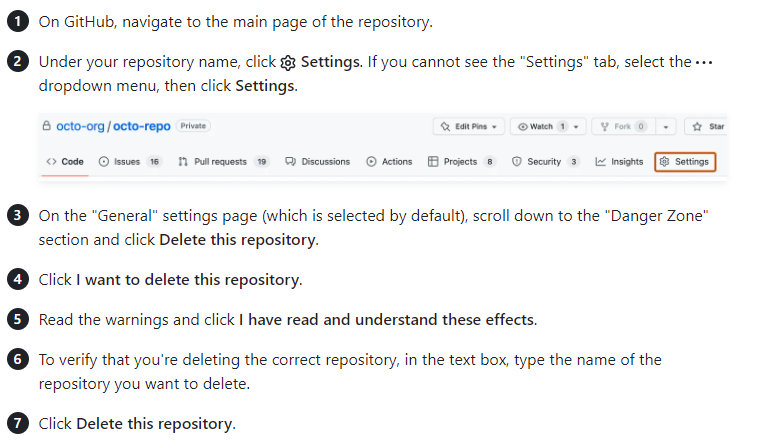 1 On GitHub, navigate to the main page of the repository.
2 Under your repository name, click Settings. If you cannot see the "Settings" tab, select the ···
dropdown menu, then click Settings.
octo-org / octo-repo Private Edit Pins Watch 1 Fork 0 Star
Code Issues 16 Pull requests 19 Discussions Actions Projects 8 Security 3 Insights Settings
3 On the "General" settings page (which is selected by default), scroll down to the "Danger Zone"
section and click Delete this repository.
4 Click I want to delete this repository.
5 Read the warnings and click I have read and understand these effects.
6 To verify that you're deleting the correct repository, in the text box, type the name of the
repository you want to delete.
7 Click Delete this repository.